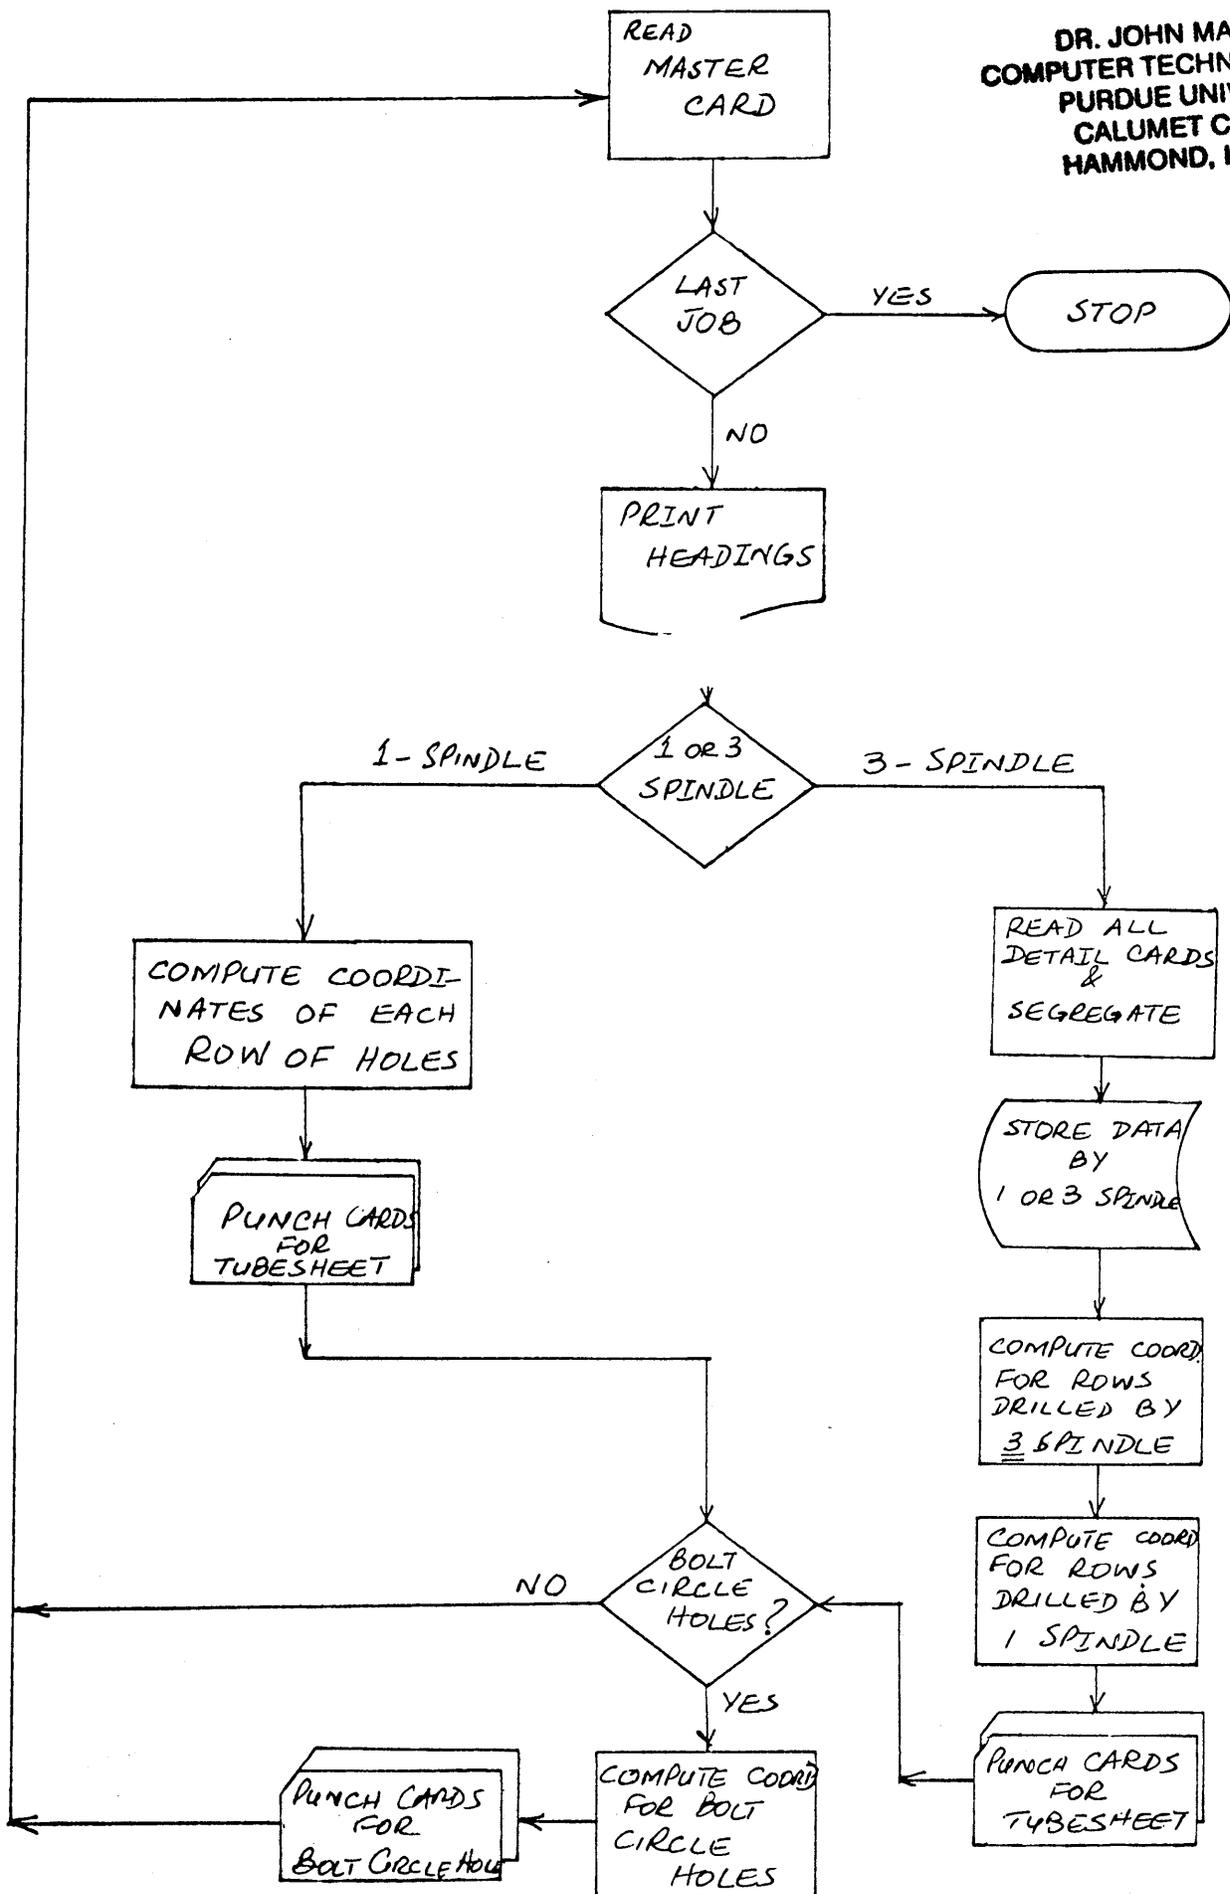 READ
MASTER
CARD
DR. JOHN MA
COMPUTER TECHN
PURDUE UNIV
CALUMET C
HAMMOND, I
LAST
JOB
YES
STOP
NO
PRINT
HEADINGS
1 - SPINDLE
1 OR 3
SPINDLE
3 - SPINDLE
COMPUTE COORDI-
NATES OF EACH
ROW OF HOLES
PUNCH CARDS
FOR
TUBESHEET
READ ALL
DETAIL CARDS
&
SEGREGATE
STORE DATA
BY
1 OR 3 SPINDLE
COMPUTE COORD.
FOR ROWS
DRILLED BY
3 SPINDLE
COMPUTE COORD
FOR ROWS
DRILLED BY
1 SPINDLE
PUNCH CARDS
FOR
TUBESHEET
BOLT
CIRCLE
HOLES?
NO
YES
COMPUTE COORD
FOR BOLT
CIRCLE
HOLES
PUNCH CARDS
FOR
BOLT CIRCLE HOLE